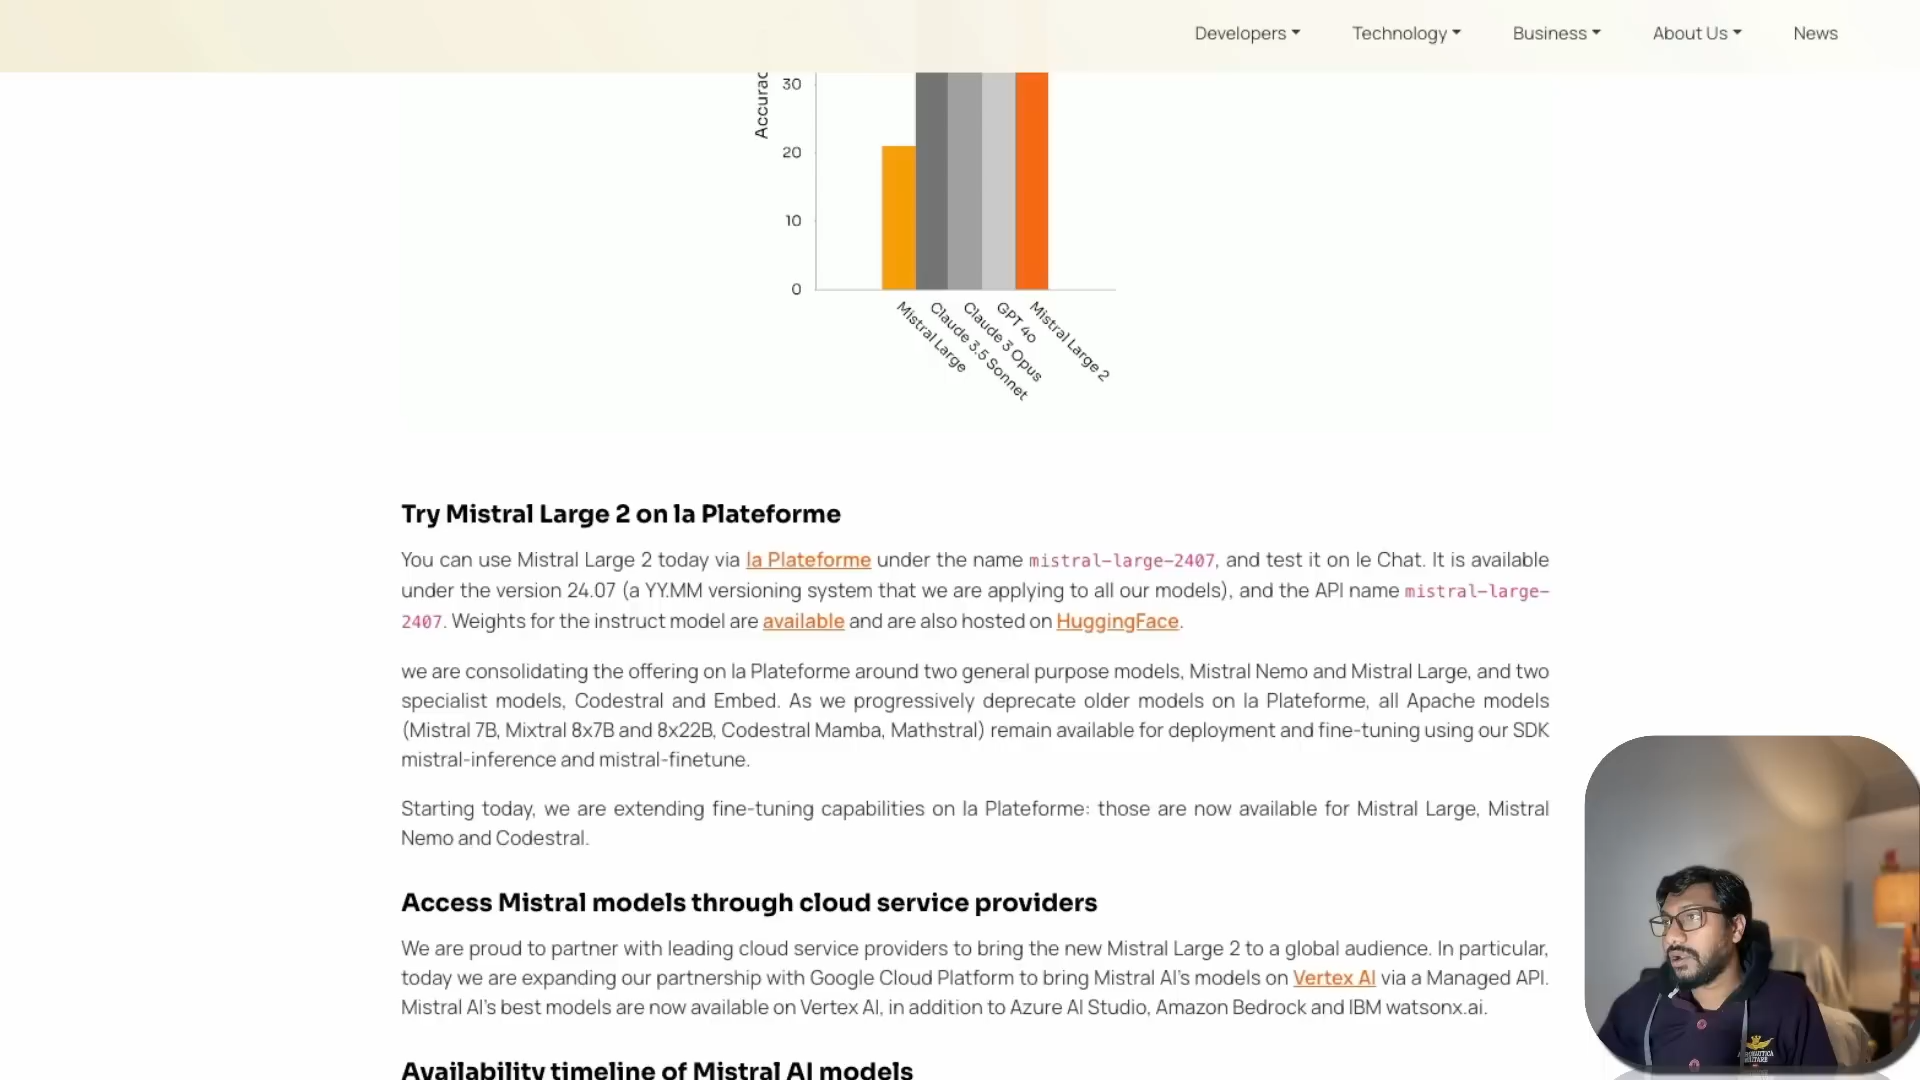 Developers Technology Business About Us News
30
20
10
0
Mistral Large
Claude 3.5 Sonnet
Claude 3 Opus
GPT 4o
Mistral Large 2
Try Mistral Large 2 on la Plateforme
You can use Mistral Large 2 today via la Plateforme under the name mistral-large-2407, and test it on le Chat. It is available
under the version 24.07 (a YY.MM versioning system that we are applying to all our models), and the API name mistral-large-
2407. Weights for the instruct model are available and are also hosted on HuggingFace.
we are consolidating the offering on la Plateforme around two general purpose models, Mistral Nemo and Mistral Large, and two
specialist models, Codestral and Embed. As we progressively deprecate older models on la Plateforme, all Apache models
(Mistral 7B, Mixtral 8x7B and 8x22B, Codestral Mamba, Mathstral) remain available for deployment and fine-tuning using our SDK
mistral-inference and mistral-finetune.
Starting today, we are extending fine-tuning capabilities on la Plateforme: those are now available for Mistral Large, Mistral
Nemo and Codestral.
Access Mistral models through cloud service providers
We are proud to partner with leading cloud service providers to bring the new Mistral Large 2 to a global audience. In particular,
today we are expanding our partnership with Google Cloud Platform to bring Mistral AI's models on Vertex AI via a Managed API.
Mistral AI's best models are now available on Vertex AI, in addition to Azure AI Studio, Amazon Bedrock and IBM watsonx.ai.
Availability timeline of Mistral AI models